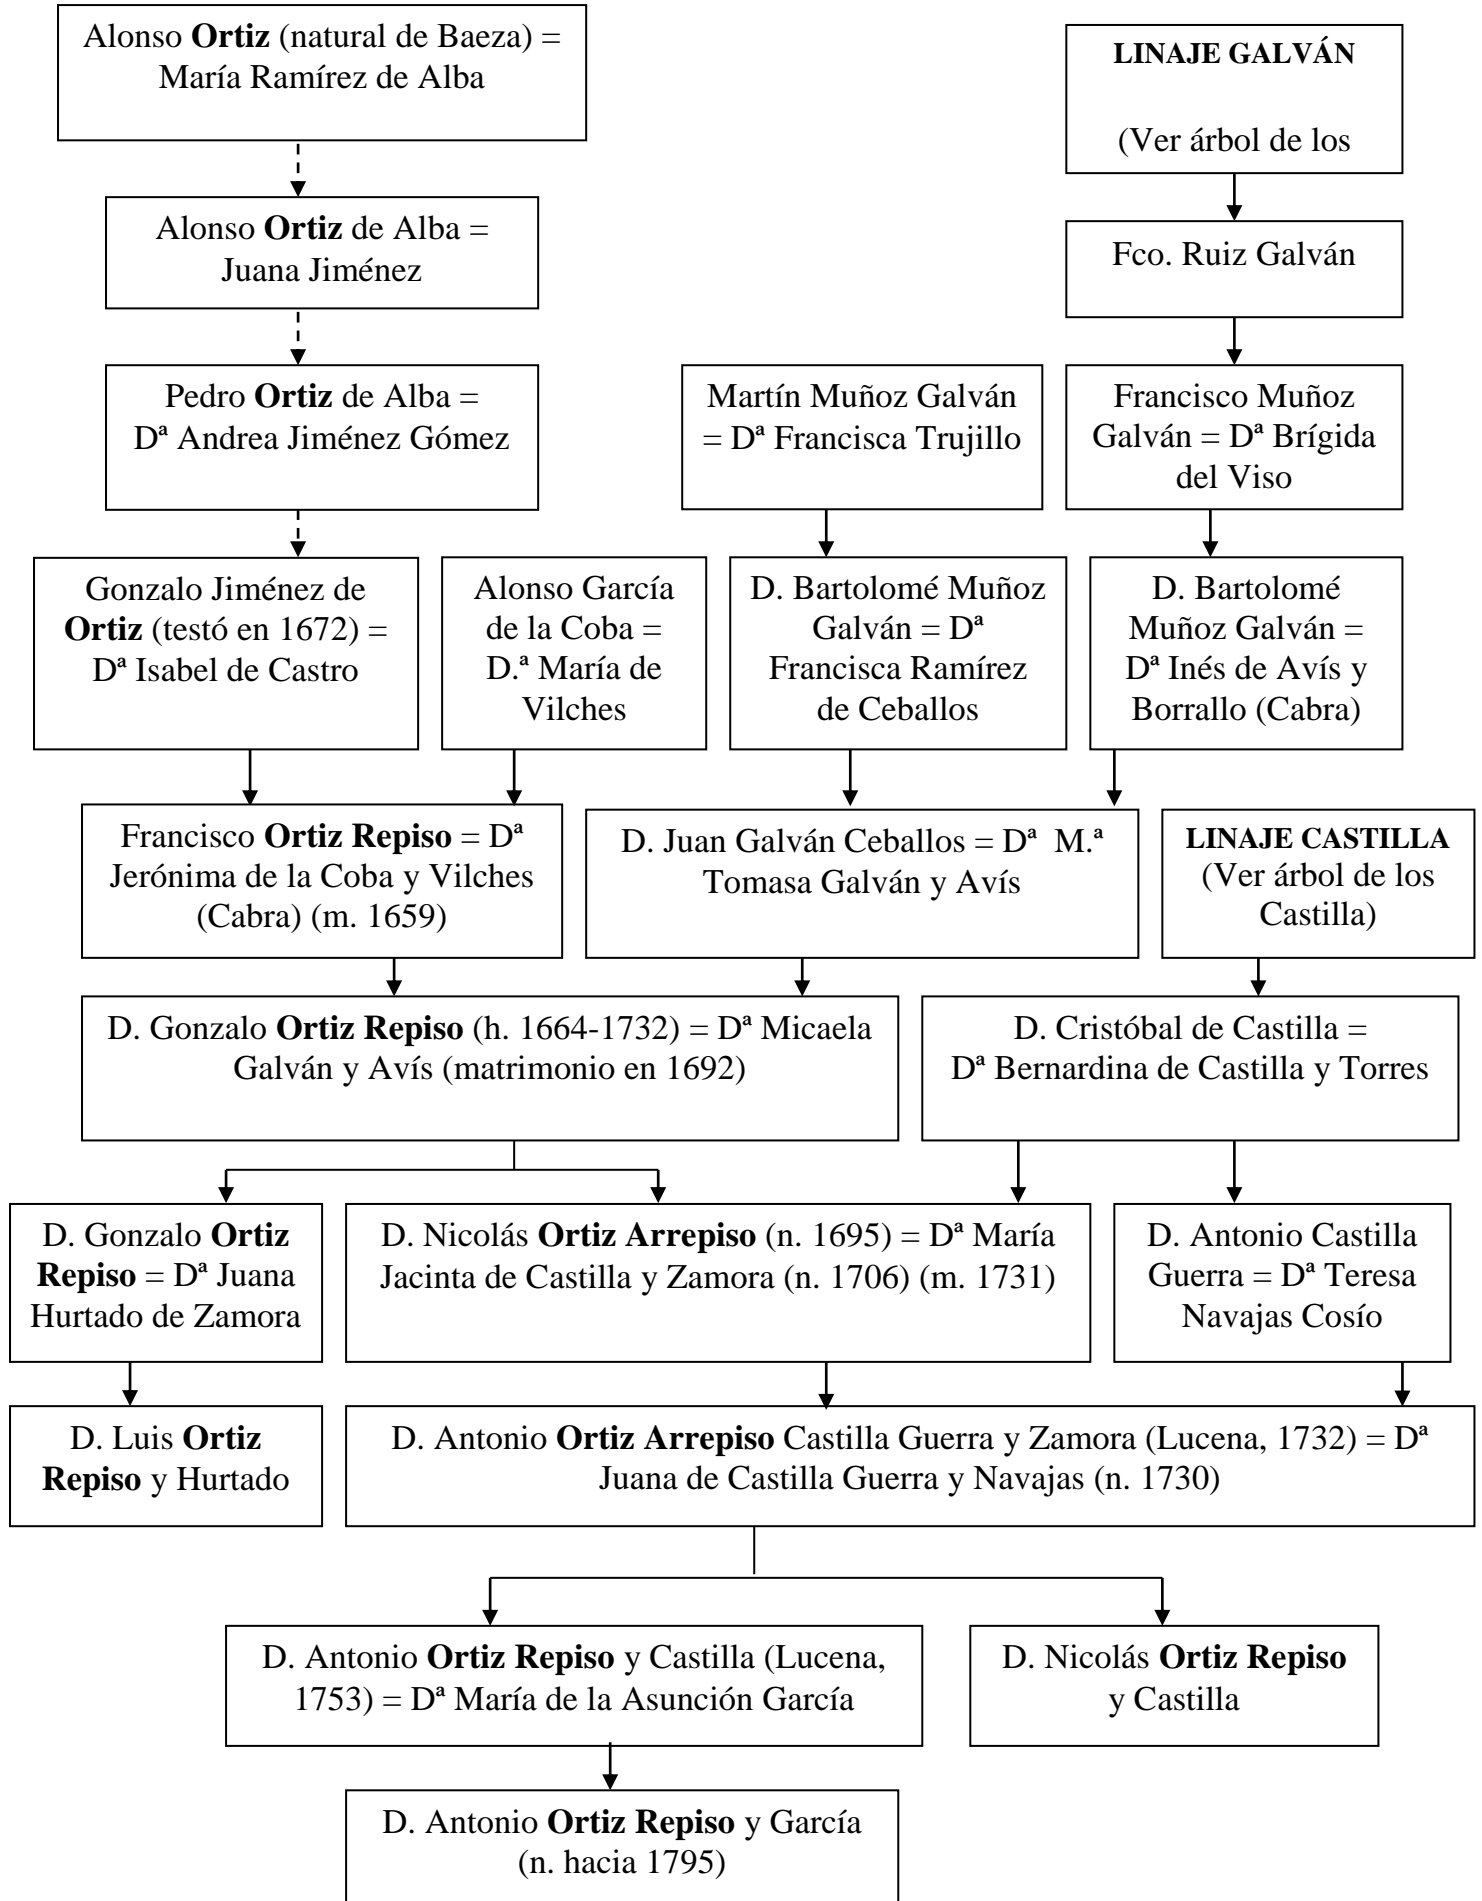 Alonso Ortiz (natural de Baeza) =
María Ramírez de Alba
LINAJE GALVÁN
(Ver árbol de los
Alonso Ortiz de Alba =
Juana Jiménez
Fco. Ruiz Galván
Pedro Ortiz de Alba =
Dª Andrea Jiménez Gómez
Martín Muñoz Galván
= Dª Francisca Trujillo
Francisco Muñoz
Galván = Dª Brígida
del Viso
Gonzalo Jiménez de
Ortiz (testó en 1672) =
Dª Isabel de Castro
Alonso García
de la Coba =
D.ª María de
Vilches
D. Bartolomé Muñoz
Galván = Dª
Francisca Ramírez
de Ceballos
D. Bartolomé
Muñoz Galván =
Dª Inés de Avís y
Borrallo (Cabra)
Francisco Ortiz Repiso = Dª
Jerónima de la Coba y Vilches
(Cabra) (m. 1659)
D. Juan Galván Ceballos = Dª M.ª
Tomasa Galván y Avís
LINAJE CASTILLA
(Ver árbol de los
Castilla)
D. Gonzalo Ortiz Repiso (h. 1664-1732) = Dª Micaela
Galván y Avís (matrimonio en 1692)
D. Cristóbal de Castilla =
Dª Bernardina de Castilla y Torres
D. Gonzalo Ortiz
Repiso = Dª Juana
Hurtado de Zamora
D. Nicolás Ortiz Arrepiso (n. 1695) = Dª María
Jacinta de Castilla y Zamora (n. 1706) (m. 1731)
D. Antonio Castilla
Guerra = Dª Teresa
Navajas Cosío
D. Luis Ortiz
Repiso y Hurtado
D. Antonio Ortiz Arrepiso Castilla Guerra y Zamora (Lucena, 1732) = Dª
Juana de Castilla Guerra y Navajas (n. 1730)
D. Antonio Ortiz Repiso y Castilla (Lucena,
1753) = Dª María de la Asunción García
D. Nicolás Ortiz Repiso
y Castilla
D. Antonio Ortiz Repiso y García
(n. hacia 1795)